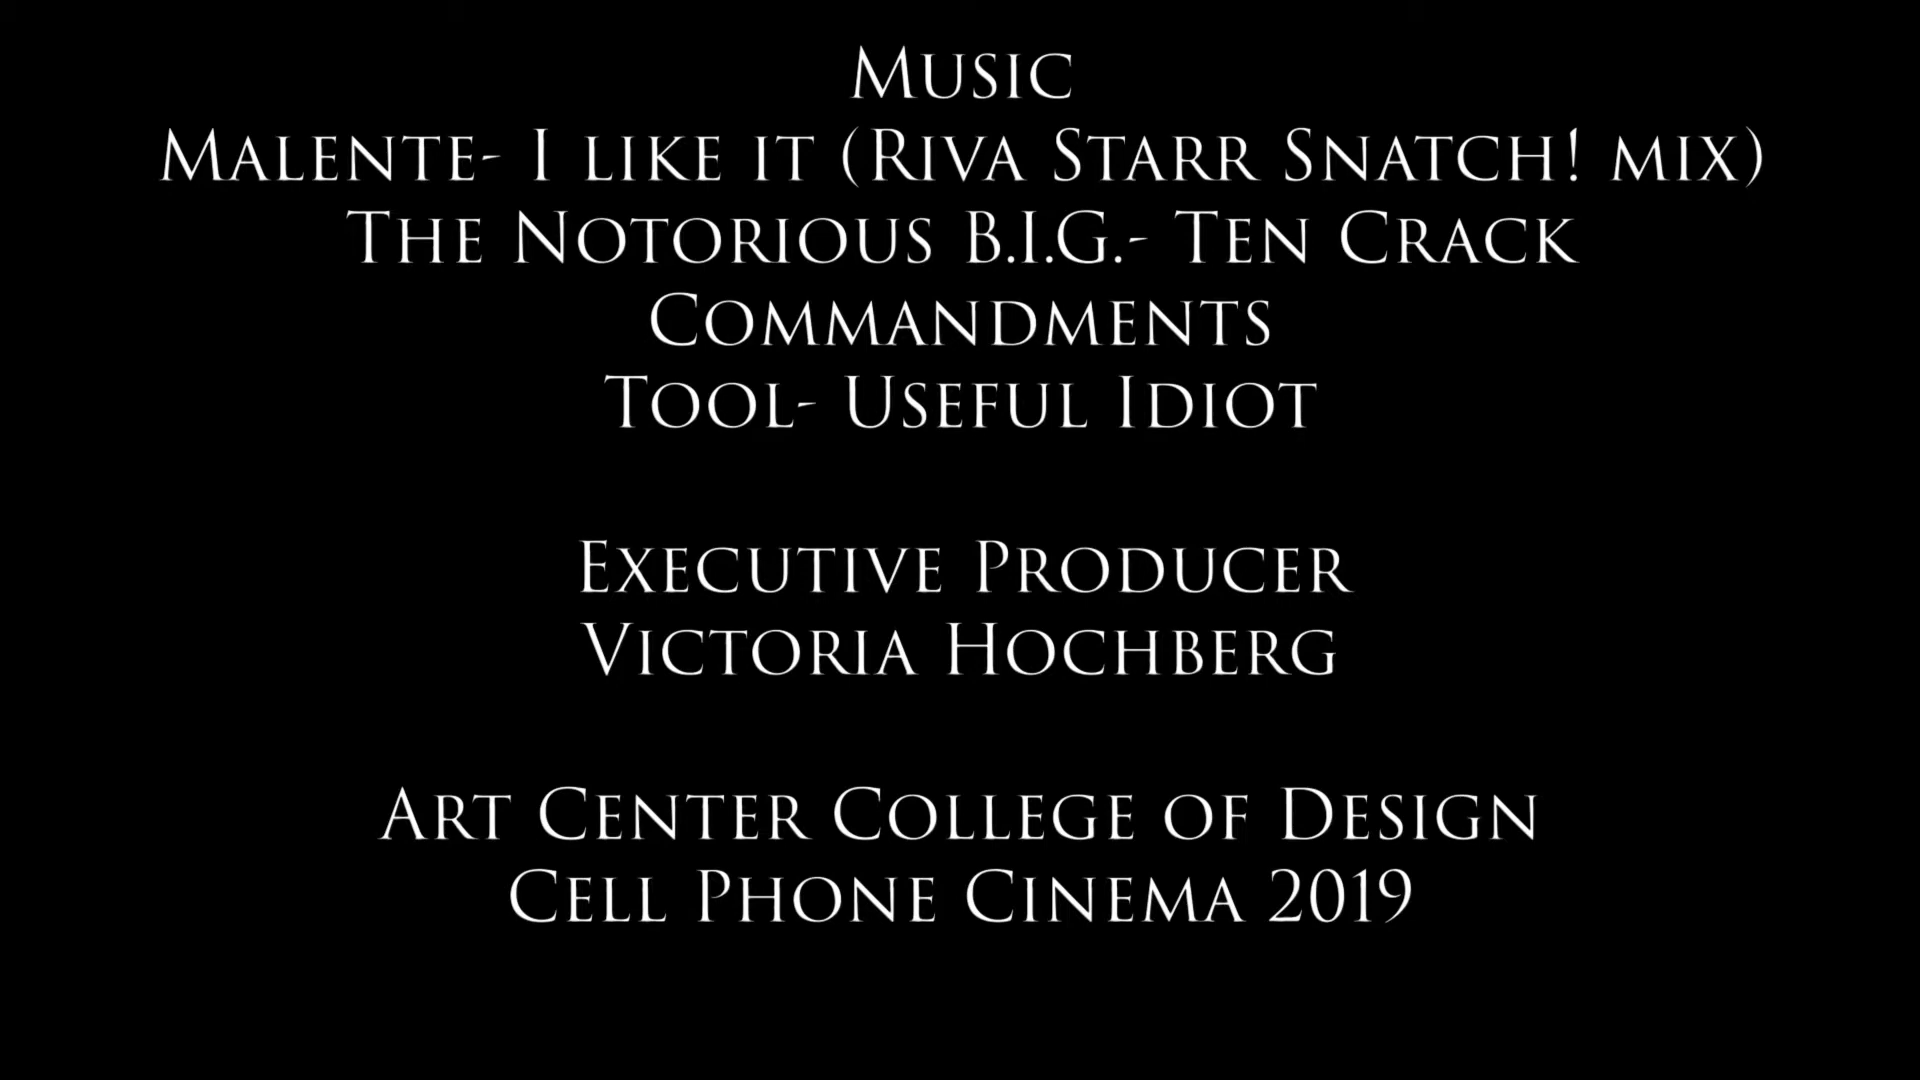 Music
Malente- I like it (Riva Starr Snatch! mix)
The Notorious B.I.G.- Ten Crack
Commandments
Tool- Useful Idiot
Executive Producer
Victoria Hochberg
Art Center College of Design
Cell Phone Cinema 2019